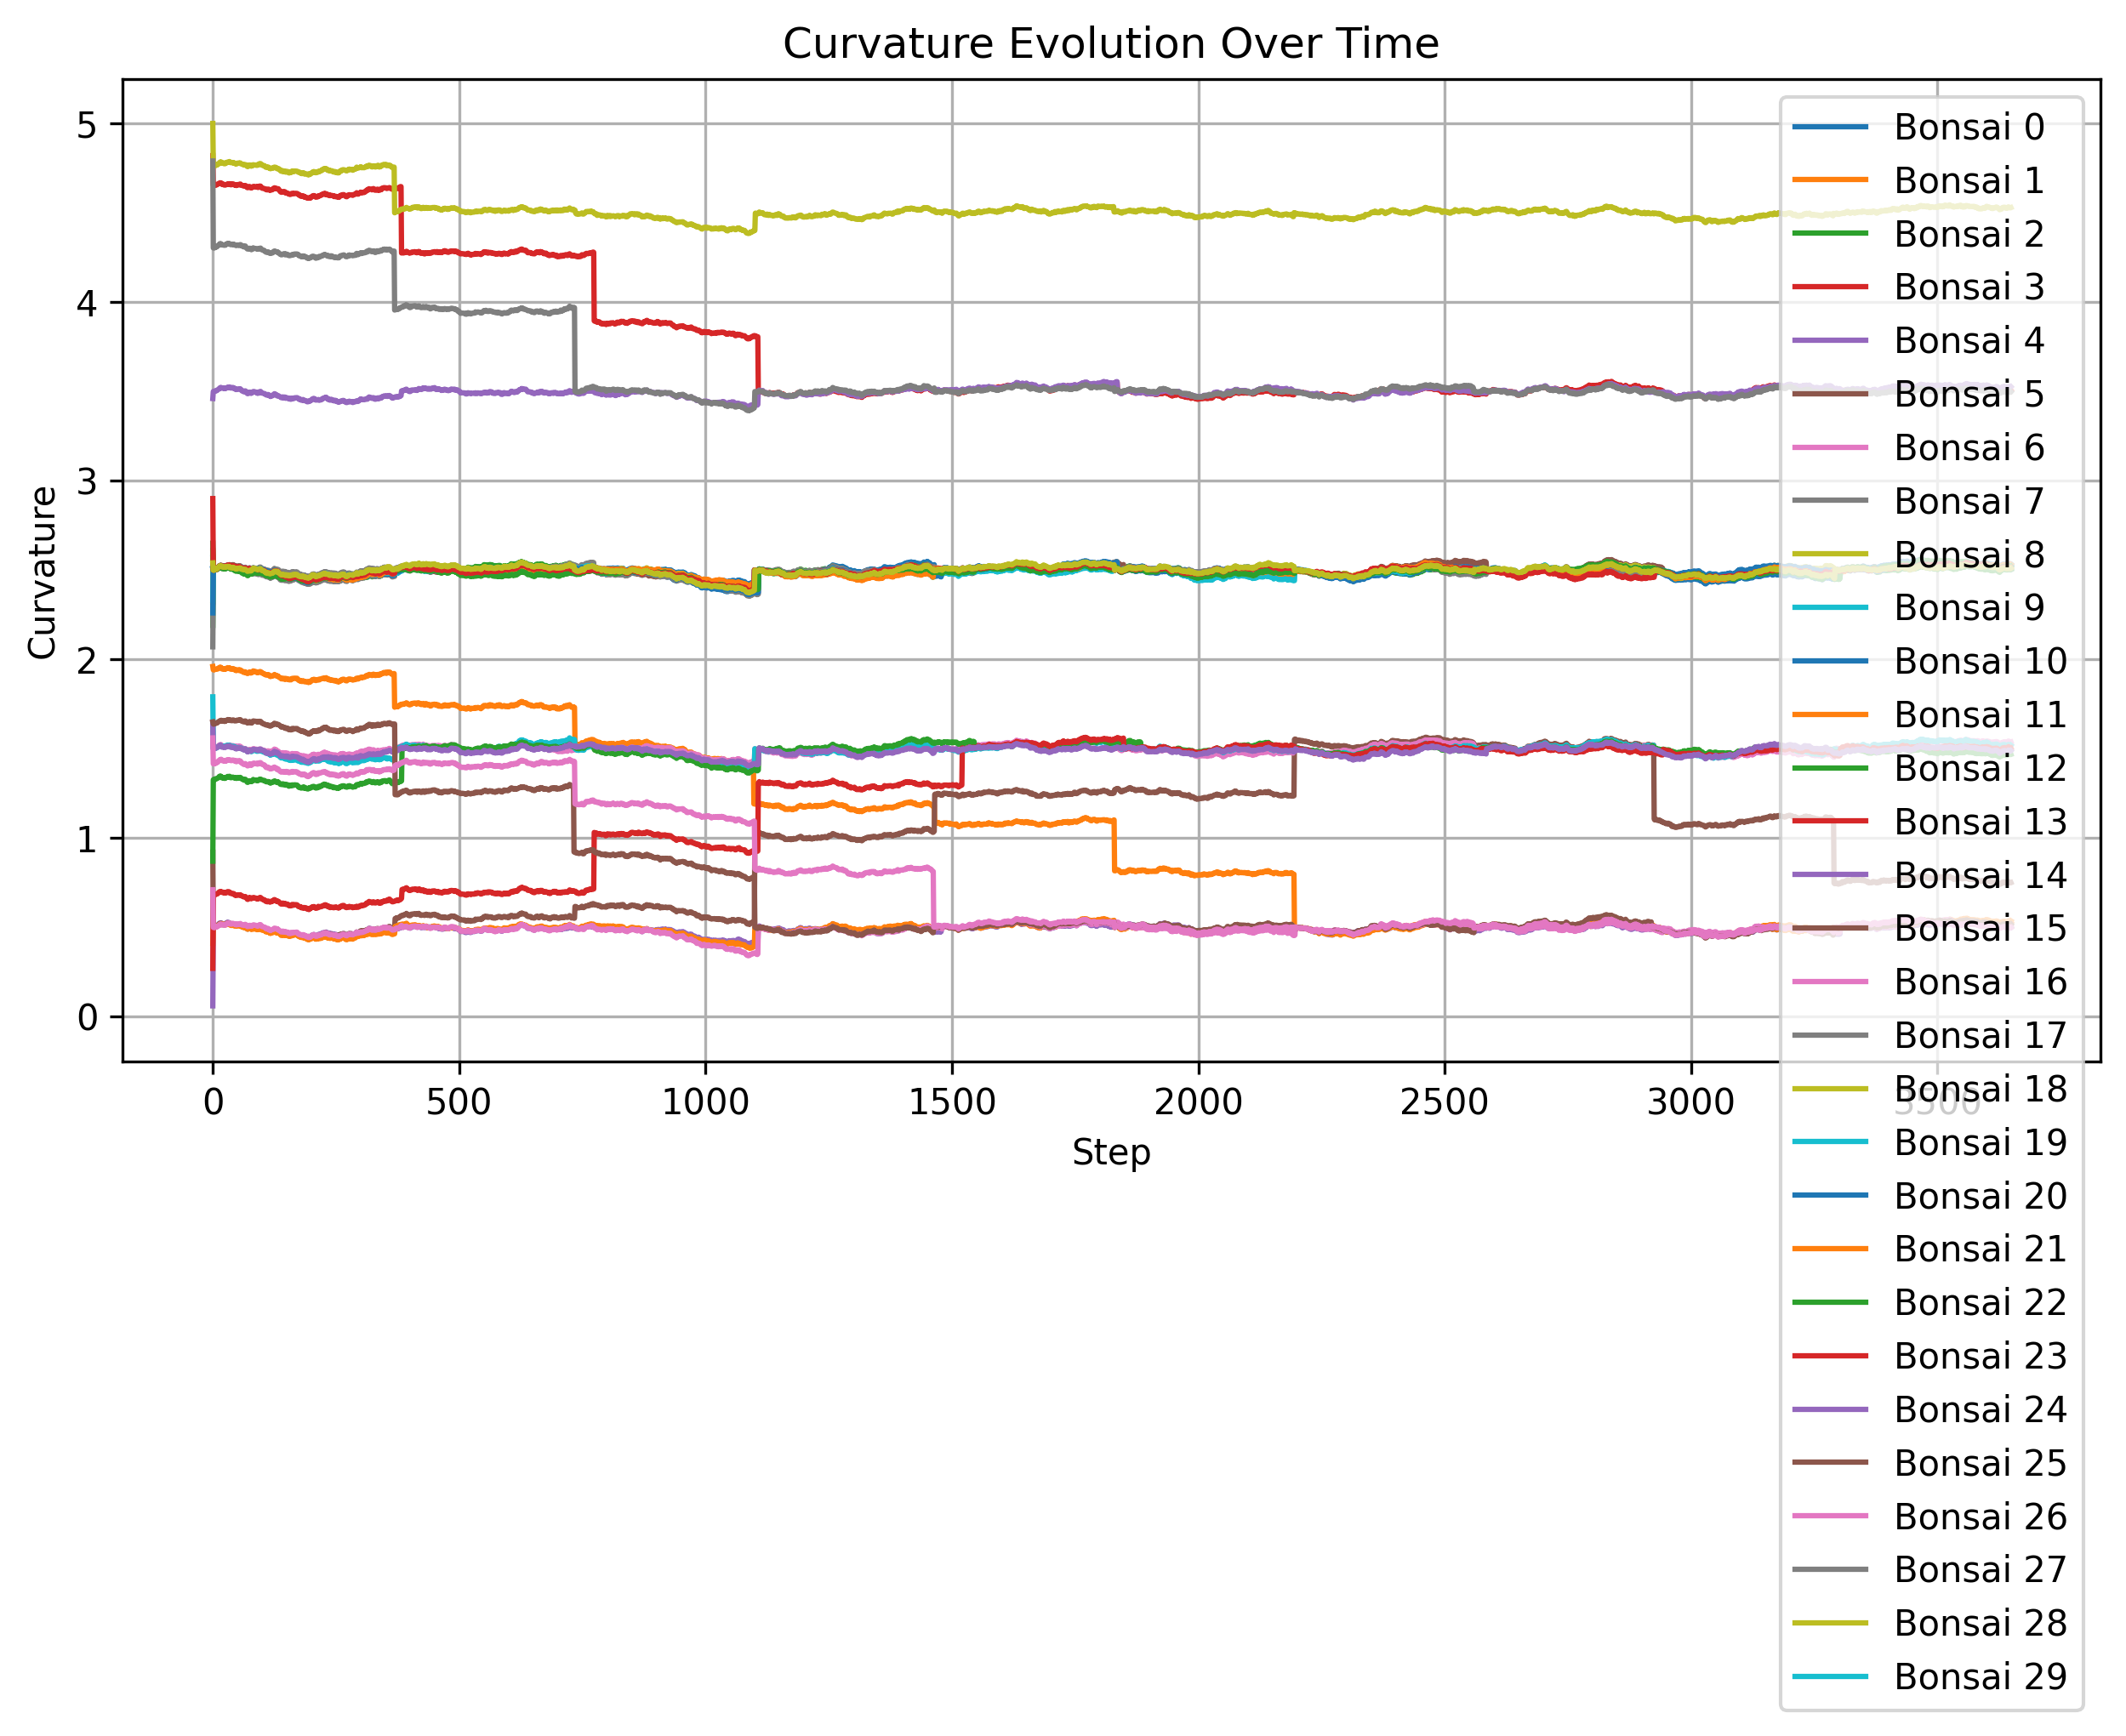 Curvature Evolution Over Time
Curvature
5
4
3
2
1
0
0 500 1000 1500 2000 2500 3000 3500
Step
Bonsai 0
Bonsai 1
Bonsai 2
Bonsai 3
Bonsai 4
Bonsai 5
Bonsai 6
Bonsai 7
Bonsai 8
Bonsai 9
Bonsai 10
Bonsai 11
Bonsai 12
Bonsai 13
Bonsai 14
Bonsai 15
Bonsai 16
Bonsai 17
Bonsai 18
Bonsai 19
Bonsai 20
Bonsai 21
Bonsai 22
Bonsai 23
Bonsai 24
Bonsai 25
Bonsai 26
Bonsai 27
Bonsai 28
Bonsai 29